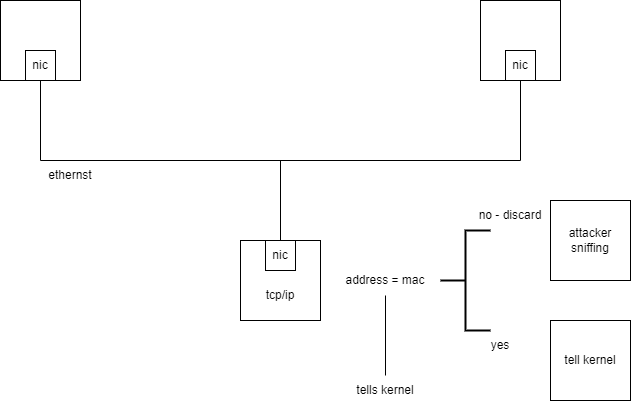 nic
nic
ethernst
nic
tcp/ip
address = mac
tells kernel
no - discard
yes
attacker
sniffing
tell kernel